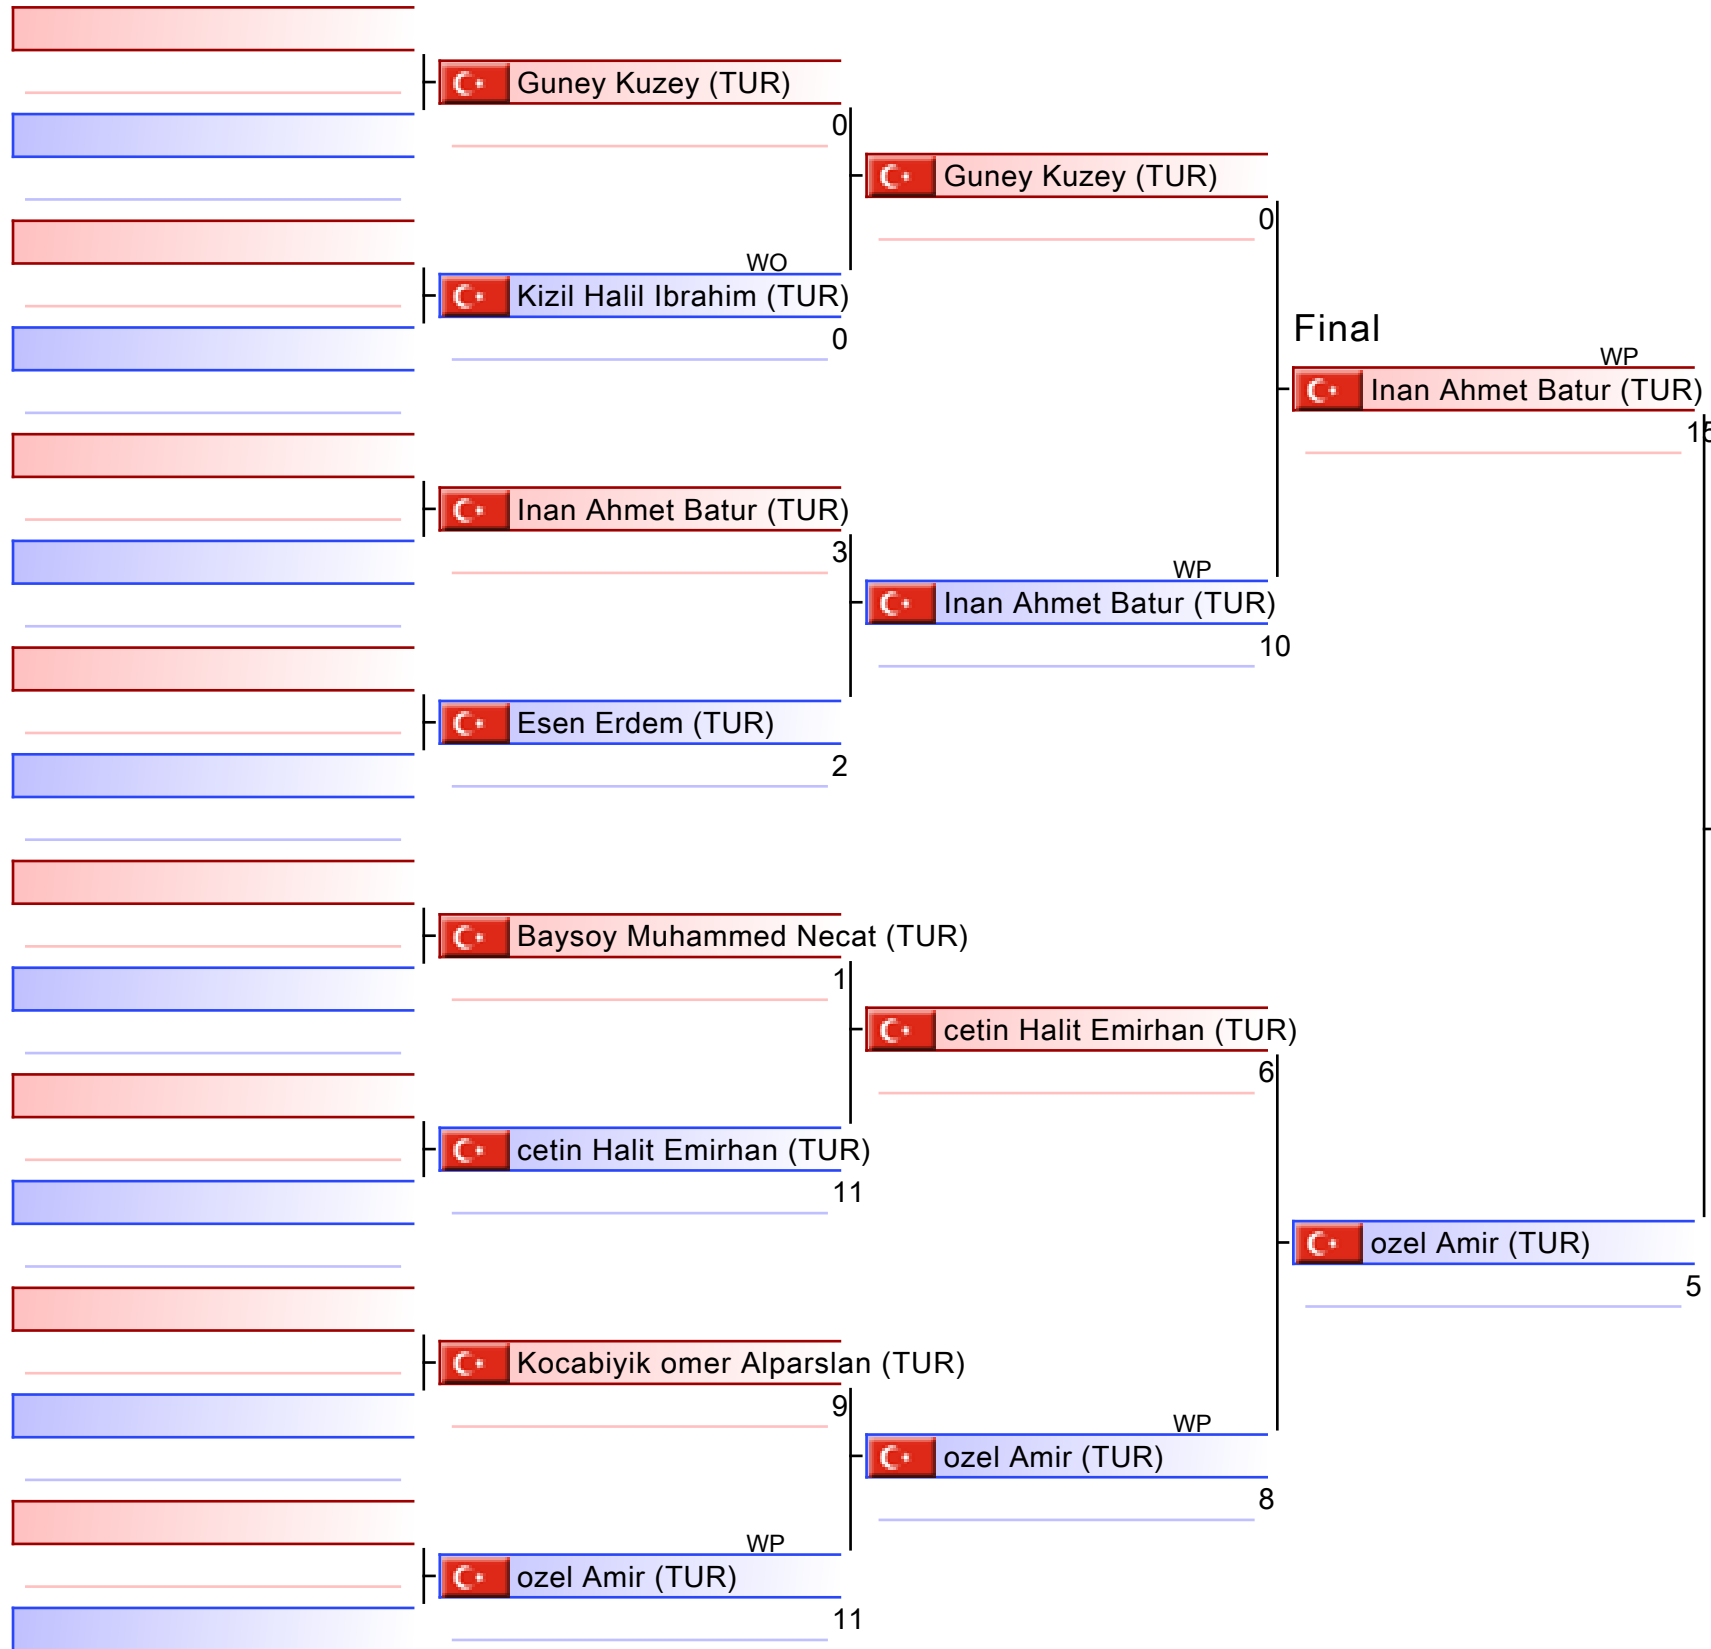 Guney Kuzey (TUR)
0
Guney Kuzey (TUR)
0
WO
Kizil Halil Ibrahim (TUR)
0
Final
WP
Inan Ahmet Batur (TUR)
Inan Ahmet Batur (TUR)
3
WP
Inan Ahmet Batur (TUR)
10
Esen Erdem (TUR)
2
Baysoy Muhammed Necat (TUR)
1
cetin Halit Emirhan (TUR)
6
cetin Halit Emirhan (TUR)
11
ozel Amir (TUR)
5
Kocabiyik omer Alparslan (TUR)
9
WP
ozel Amir (TUR)
8
WP
ozel Amir (TUR)
11